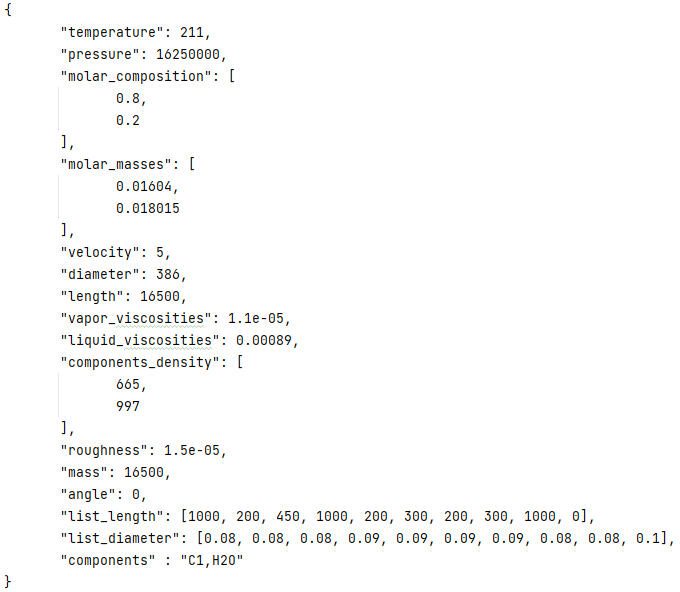 {
"temperature": 211,
"pressure": 16250000,
"molar_composition": [
0.8,
0.2
],
"molar_masses": [
0.01604,
0.018015
],
"velocity": 5,
"diameter": 386,
"length": 16500,
"vapor_viscosities": 1.1e-05,
"liquid_viscosities": 0.00089,
"components_density": [
665,
997
],
"roughness": 1.5e-05,
"mass": 16500,
"angle": 0,
"list_length": [1000, 200, 450, 1000, 200, 300, 200, 300, 1000, 0],
"list_diameter": [0.08, 0.08, 0.08, 0.09, 0.09, 0.09, 0.09, 0.08, 0.08, 0.1],
"components" : "C1,H2O"
}